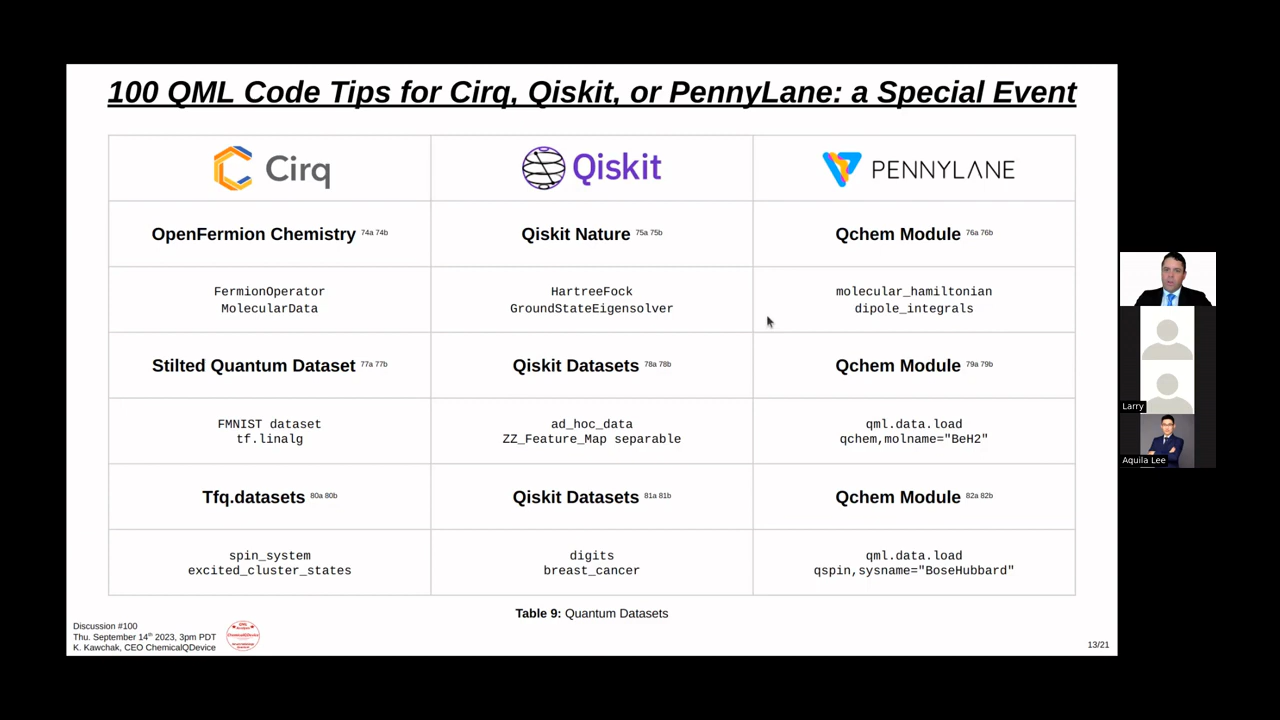 100 QML Code Tips for Cirq, Qiskit, or PennyLane: a Special Event
Cirq
Qiskit
PENNYLANE
OpenFermion Chemistry 74a 74b
Qiskit Nature 75a 75b
Qchem Module 76a 76b
FermionOperator
MolecularData
HartreeFock
GroundStateEigensolver
molecular_hamiltonian
dipole_integrals
Stilted Quantum Dataset 77a 77b
Qiskit Datasets 78a 78b
Qchem Module 79a 79b
FMNIST dataset
tf.linalg
ad_hoc_data
ZZ_Feature_Map separable
qml.data.load
qchem,molname="BeH2"
Tfq.datasets 80a 80b
Qiskit Datasets 81a 81b
Qchem Module 82a 82b
spin_system
excited_cluster_states
digits
breast_cancer
qml.data.load
qspin,sysname="BoseHubbard"
Table 9: Quantum Datasets
Discussion #100
Thu. September 14th 2023, 3pm PDT
K. Kawchak, CEO ChemicalQDevice
13/21
Larry
Aquila Lee